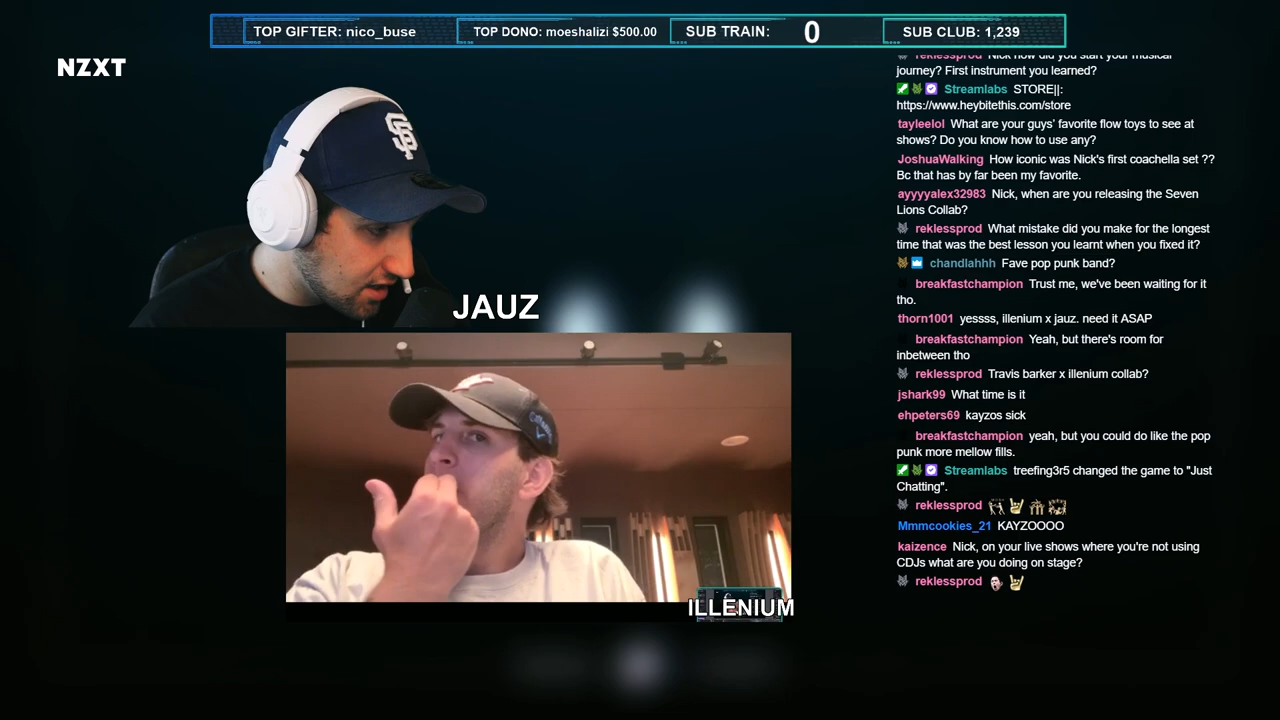 TOP GIFTER: nico_buse
TOP DONO: moeshalizi $500.00
SUB TRAIN: 0
SUB CLUB: 1,239
NZXT
SF
JAUZ
ILLENIUM
reklessprod Nick how did you start your musical
journey? First instrument you learned?
Streamlabs STORE||:
https://www.heybitethis.com/store
tayleelol What are your guys' favorite flow toys to see at
shows? Do you know how to use any?
JoshuaWalking How iconic was Nick's first coachella set ??
Bc that has by far been my favorite.
ayyyyalex32983 Nick, when are you releasing the Seven
Lions Collab?
reklessprod What mistake did you make for the longest
time that was the best lesson you learnt when you fixed it?
chandlahhh Fave pop punk band?
breakfastchampion Trust me, we've been waiting for it
tho.
thorn1001 yessss, illenium x jauz. need it ASAP
breakfastchampion Yeah, but there's room for
inbetween tho
reklessprod Travis barker x illenium collab?
jshark99 What time is it
ehpeters69 kayzos sick
breakfastchampion yeah, but you could do like the pop
punk more mellow fills.
Streamlabs treefing3r5 changed the game to "Just
Chatting".
reklessprod
Mmmcookies_21 KAYZOOOO
kaizence Nick, on your live shows where you're not using
CDJs what are you doing on stage?
reklessprod